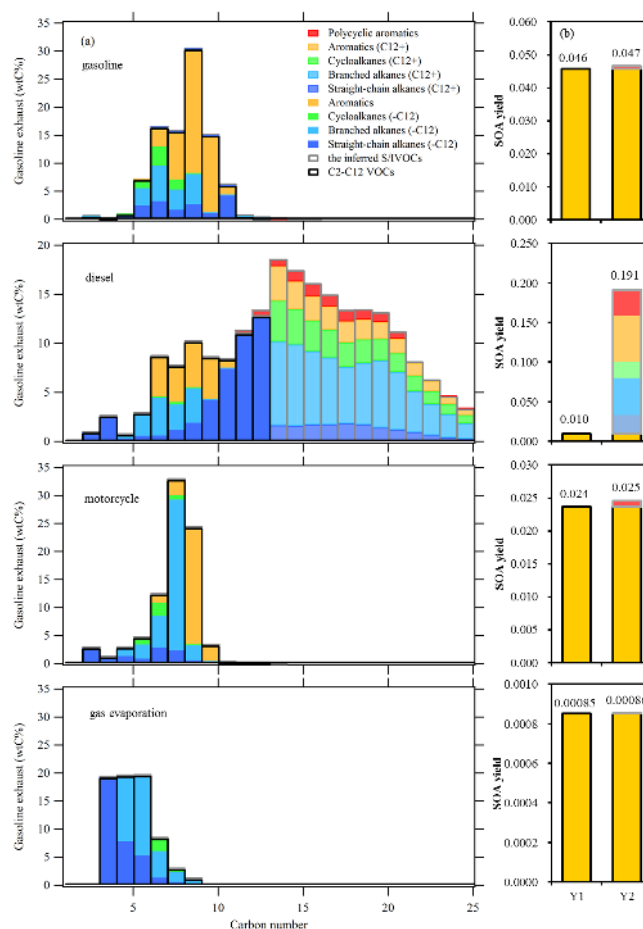 (a)
gasoline
Polycyclic aromatics
Aromatics (C12+)
Cycloalkanes (C12+)
Branched alkanes (C12+)
Straight-chain alkanes (C12+)
Aromatics
Cycloalkanes (-C12)
Branched alkanes (-C12)
Straight-chain alkanes (-C12)
the inferred S/IVOCs
C2-C12 VOCs
Gasoline exhaust (wtC%)
35
30
25
20
15
10
5
0
(b)
0.046
0.047
SOA yield
0.060
0.050
0.040
0.030
0.020
0.010
0.000
diesel
Gasoline exhaust (wtC%)
20
15
10
5
0
0.191
0.010
SOA yield
0.250
0.200
0.150
0.100
0.050
0.000
motorcycle
Gasoline exhaust (wtC%)
35
30
25
20
15
10
5
0
0.024
0.025
SOA yield
0.030
0.025
0.020
0.015
0.010
0.005
0.000
gas evaporation
Gasoline exhaust (wtC%)
35
30
25
20
15
10
5
0
5
10
15
20
25
Carbon number
0.00085
0.00086
SOA yield
0.0010
0.0008
0.0006
0.0004
0.0002
0.0000
Y1
Y2